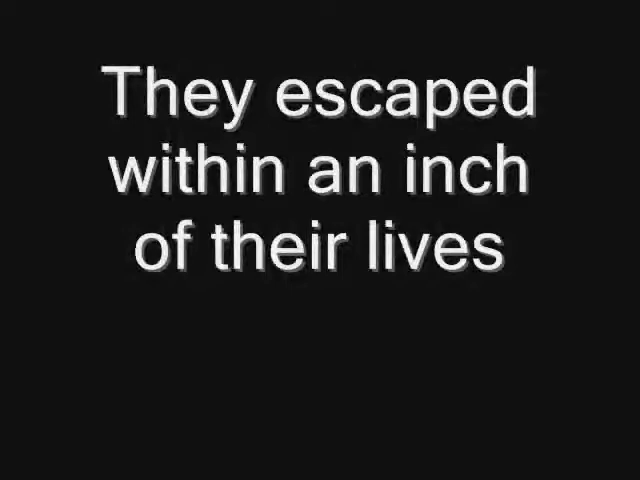 They escaped
within an inch
of their lives